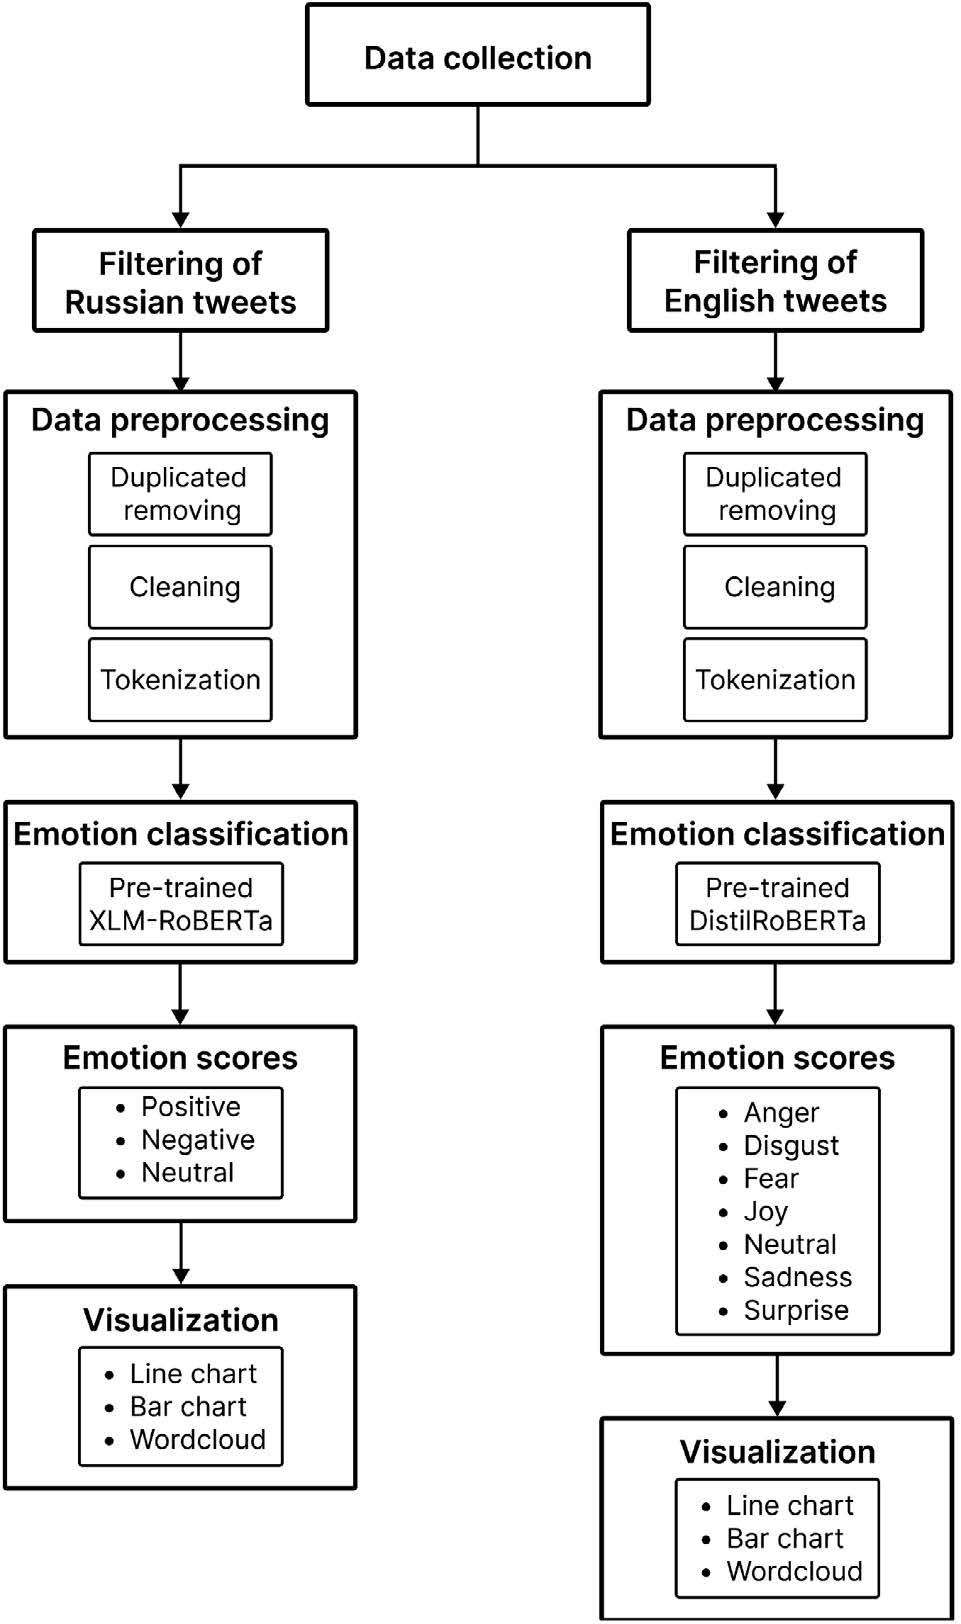 Data collection
Filtering of
Russian tweets
Data preprocessing
Duplicated
removing
Cleaning
Tokenization
Emotion classification
Pre-trained
XLM-RoBERTa
Emotion scores
• Positive
• Negative
• Neutral
Visualization
• Line chart
• Bar chart
• Wordcloud
Filtering of
English tweets
Data preprocessing
Duplicated
removing
Cleaning
Tokenization
Emotion classification
Pre-trained
DistilRoBERTa
Emotion scores
• Anger
• Disgust
• Fear
• Joy
• Neutral
• Sadness
• Surprise
Visualization
• Line chart
• Bar chart
• Wordcloud